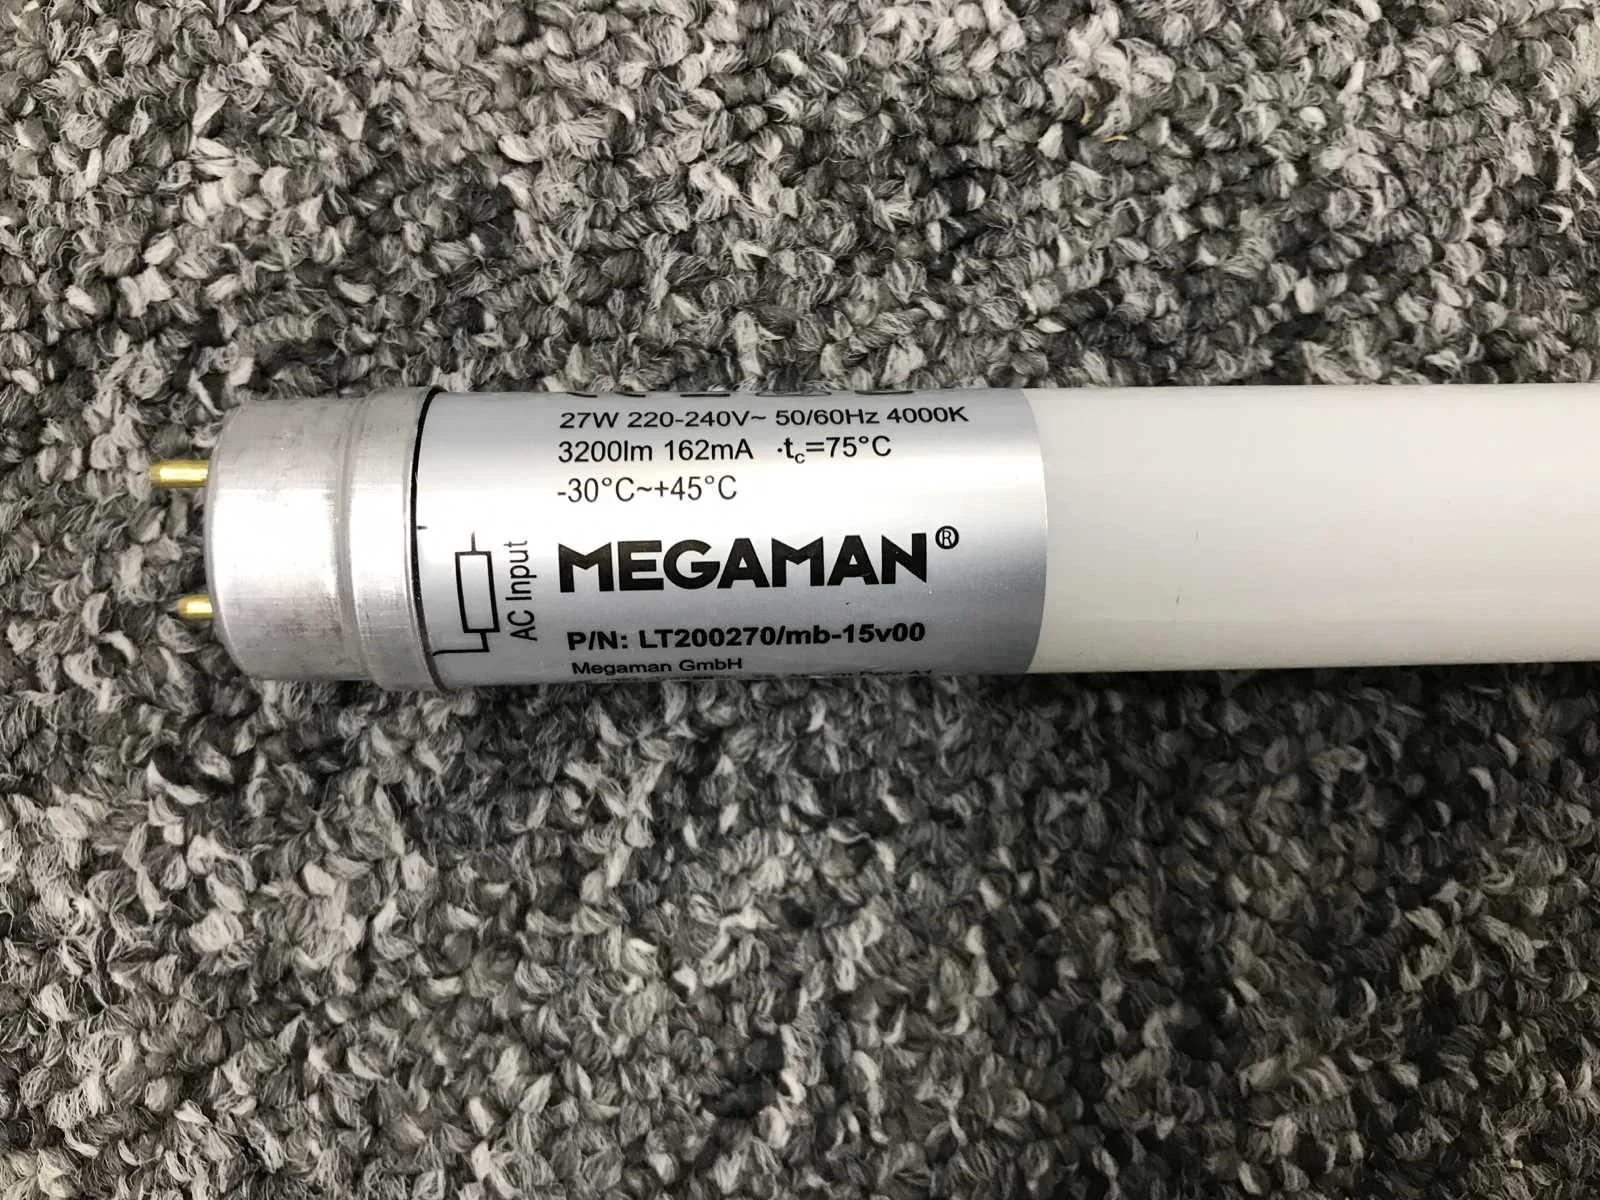 27W 220-240V~ 50/60Hz 4000K
3200lm 162mA ·tc=75°C
-30°C~+45°C
AC Input
MEGAMAN®
P/N: LT200270/mb-15v00
Megaman GmbH